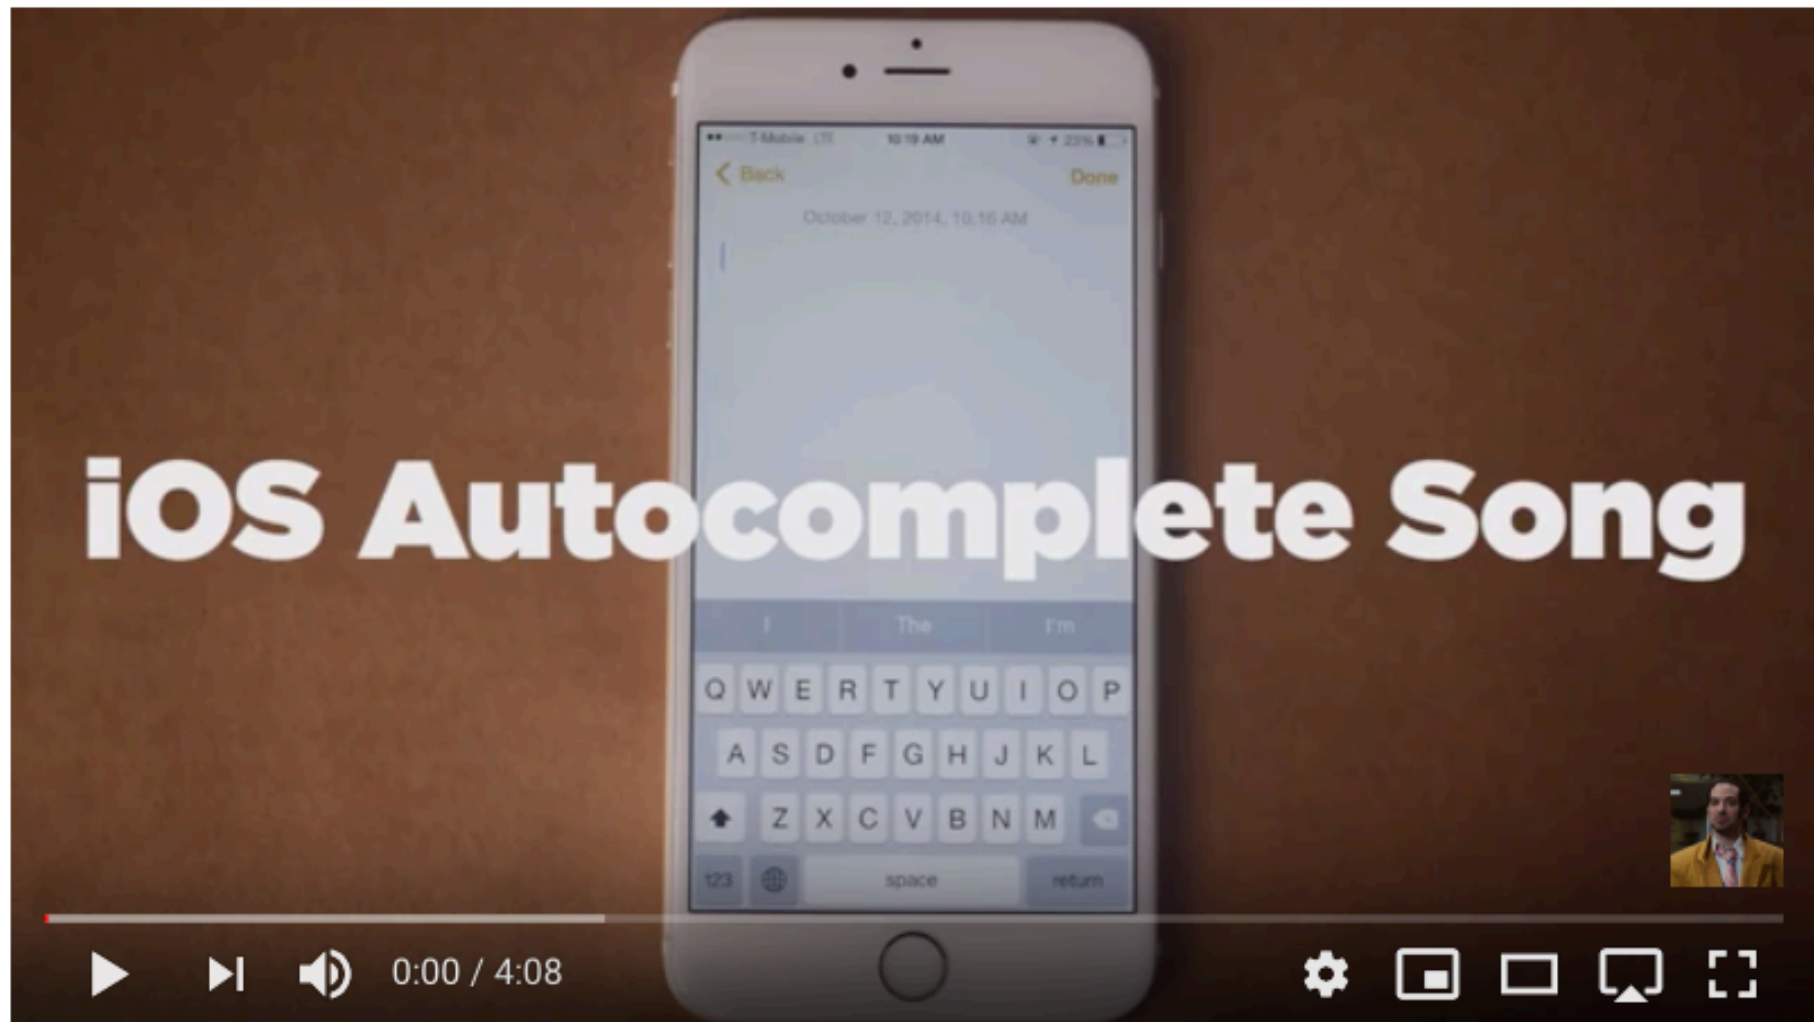 T-Mobile LTE 10:19 AM 23%
Back Done
October 12, 2014, 10:16 AM
iOS Autocomplete Song
I The I'm
Q W E R T Y U I O P
A S D F G H J K L
Z X C V B N M
123 space return
0:00 / 4:08